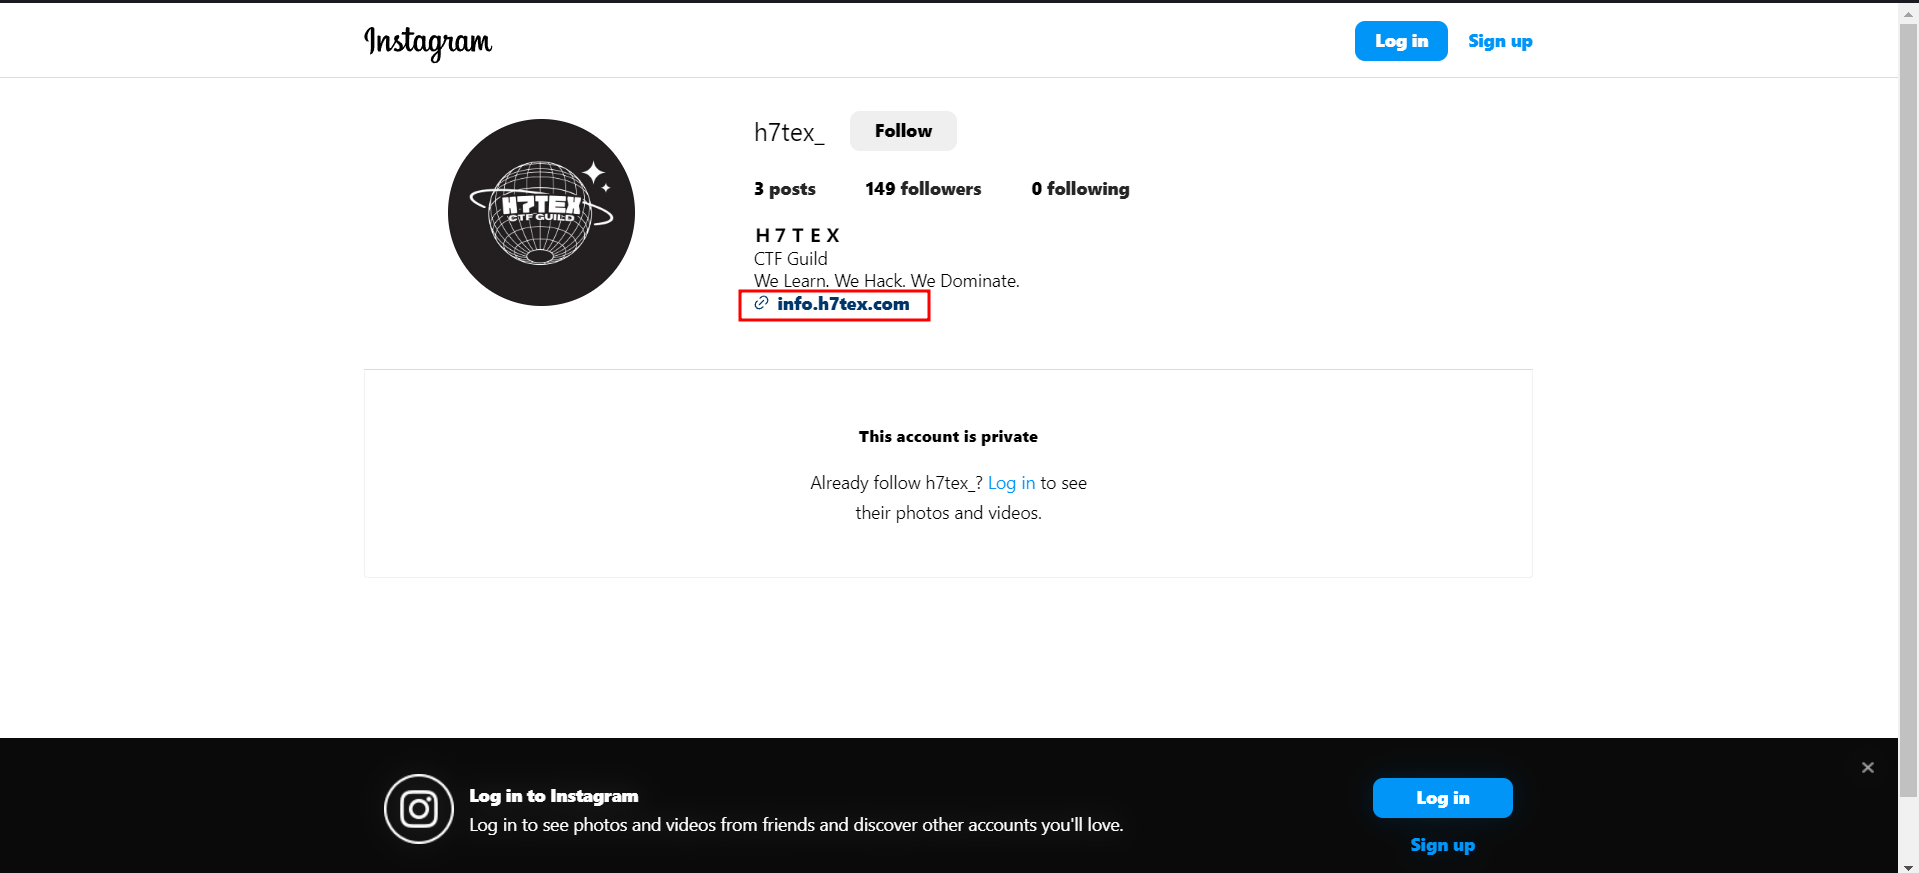 Instagram
Log in
Sign up
H7TEX
CTF GUILD
h7tex_
Follow
3 posts
149 followers
0 following
H 7 T E X
CTF Guild
We Learn. We Hack. We Dominate.
info.h7tex.com
This account is private
Already follow h7tex_? Log in to see
their photos and videos.
Log in to Instagram
Log in to see photos and videos from friends and discover other accounts you'll love.
Log in
Sign up